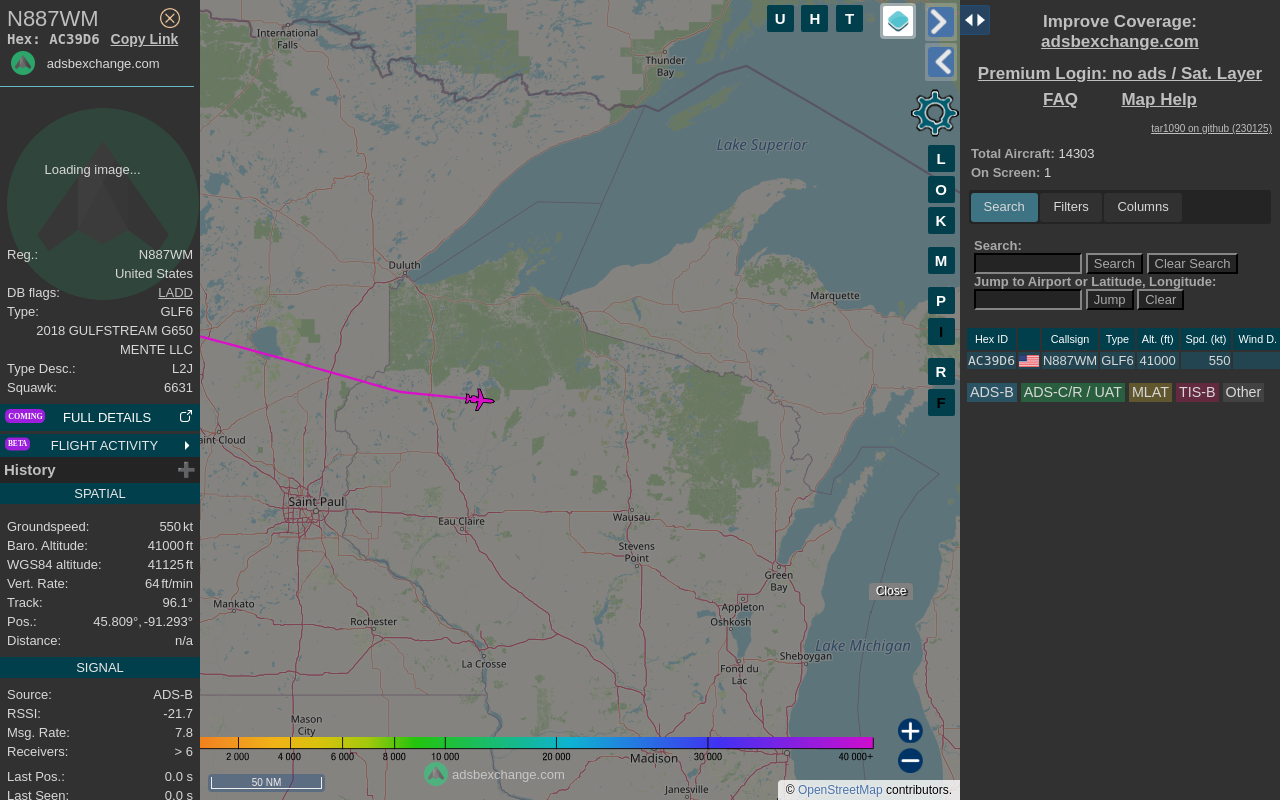 N887WM
Hex: AC39D6 Copy Link
adsbexchange.com
Loading image...
Reg.: N887WM
United States
DB flags: LADD
Type: GLF6
2018 GULFSTREAM G650
MENTE LLC
Type Desc.: L2J
Squawk: 6631
COMING FULL DETAILS
BETA FLIGHT ACTIVITY
History
SPATIAL
Groundspeed: 550 kt
Baro. Altitude: 41000 ft
WGS84 altitude: 41125 ft
Vert. Rate: 64 ft/min
Track: 96.1°
Pos.: 45.809°, -91.293°
Distance: n/a
SIGNAL
Source: ADS-B
RSSI: -21.7
Msg. Rate: 7.8
Receivers: > 6
Last Pos.: 0.0 s
Last Seen: 0.0 s
International
Falls
Thunder
Bay
Lake Superior
Duluth
Marquette
aint Cloud
Saint Paul
Eau Claire
Wausau
Stevens
Point
Green
Bay
Mankato
Appleton
Oshkosh
Rochester
Lake Michigan
La Crosse
Sheboygan
Fond du
Lac
Mason
City
Madison
Janesville
Close
2 000 4 000 6 000 8 000 10 000 20 000 30 000 40 000+
50 NM
adsbexchange.com
© OpenStreetMap contributors.
U H T
L
O
K
M
P
I
R
F
Improve Coverage:
adsbexchange.com
Premium Login: no ads / Sat. Layer
FAQ Map Help
tar1090 on github (230125)
Total Aircraft: 14303
On Screen: 1
Search Filters Columns
Search:
Search Clear Search
Jump to Airport or Latitude, Longitude:
Jump Clear
Hex ID Callsign Type Alt. (ft) Spd. (kt) Wind D.
AC39D6 N887WM GLF6 41000 550
ADS-B ADS-C/R / UAT MLAT TIS-B Other